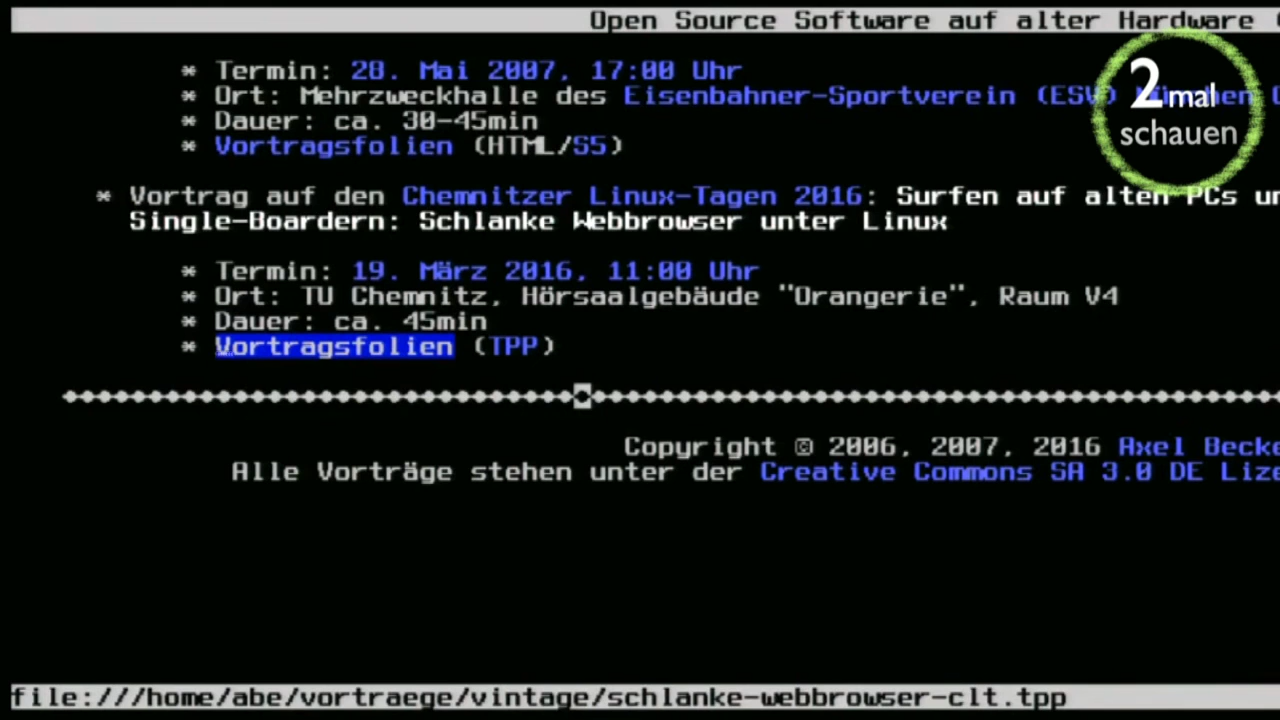 Open Source Software auf alter Hardware
* Termin: 28. Mai 2007, 17:00 Uhr
* Ort: Mehrzweckhalle des Eisenbahner-Sportverein (ESV)
* Dauer: ca. 30-45min
* Vortragsfolien (HTML/S5)
2mal
schauen
* Vortrag auf den Chemnitzer Linux-Tagen 2016: Surfen auf alten PCs
Single-Boardern: Schlanke Webbrowser unter Linux
* Termin: 19. März 2016, 11:00 Uhr
* Ort: TU Chemnitz, Hörsaalgebäude "Orangerie", Raum V4
* Dauer: ca. 45min
* Vortragsfolien (TPP)
Copyright © 2006, 2007, 2016 Axel Becke
Alle Vorträge stehen unter der Creative Commons SA 3.0 DE Lize
file:///home/abe/vortraege/vintage/schlanke-webbrowser-clt.tpp